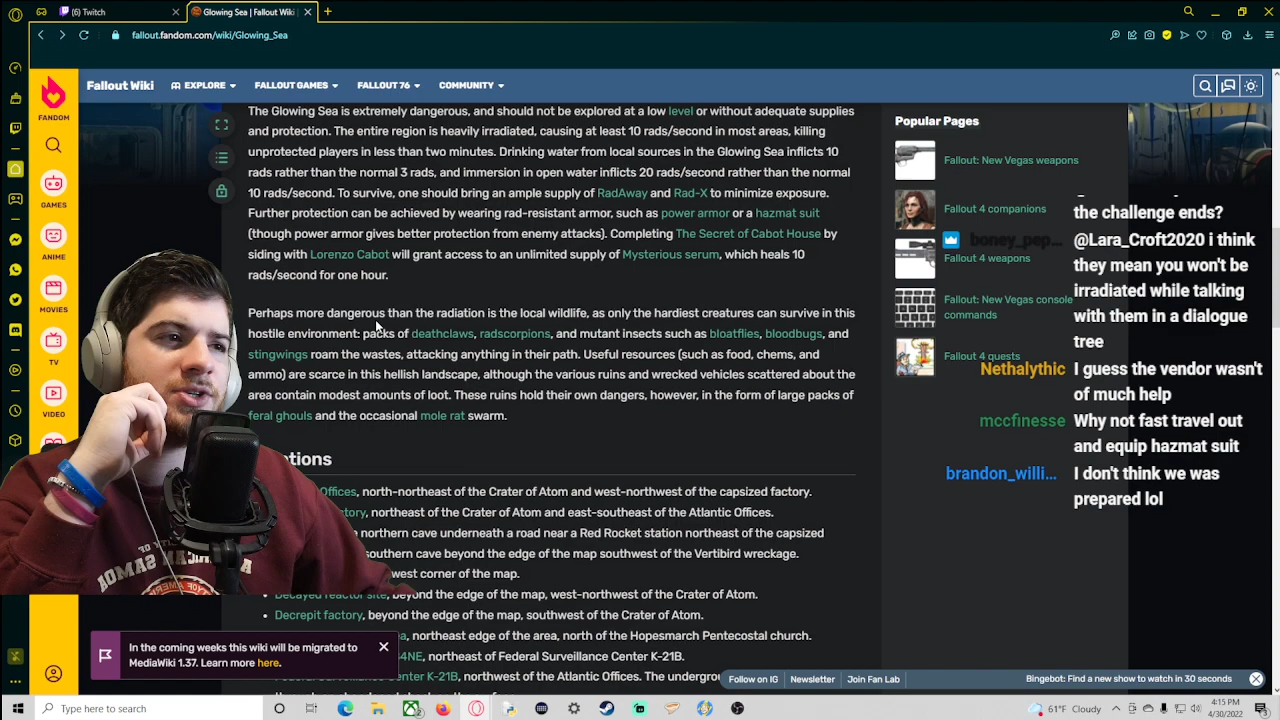 (6) Twitch
Glowing Sea | Fallout Wiki
fallout.fandom.com/wiki/Glowing_Sea
FANDOM
GAMES
ANIME
MOVIES
TV
VIDEO
Fallout Wiki
EXPLORE
FALLOUT GAMES
FALLOUT 76
COMMUNITY
The Glowing Sea is extremely dangerous, and should not be explored at a low level or without adequate supplies
and protection. The entire region is heavily irradiated, causing at least 10 rads/second in most areas, killing
unprotected players in less than two minutes. Drinking water from local sources in the Glowing Sea inflicts 10
rads rather than the normal 3 rads, and immersion in open water inflicts 20 rads/second rather than the normal
10 rads/second. To survive, one should bring an ample supply of RadAway and Rad-X to minimize exposure.
Further protection can be achieved by wearing rad-resistant armor, such as power armor or a hazmat suit
(though power armor gives better protection from enemy attacks). Completing The Secret of Cabot House by
siding with Lorenzo Cabot will grant access to an unlimited supply of Mysterious serum, which heals 10
rads/second for one hour.
Perhaps more dangerous than the radiation is the local wildlife, as only the hardiest creatures can survive in this
hostile environment: packs of deathclaws, radscorpions, and mutant insects such as bloatflies, bloodbugs, and
stingwings roam the wastes, attacking anything in their path. Useful resources (such as food, chems, and
ammo) are scarce in this hellish landscape, although the various ruins and wrecked vehicles scattered about the
area contain modest amounts of loot. These ruins hold their own dangers, however, in the form of large packs of
feral ghouls and the occasional mole rat swarm.
ations
Offices, north-northeast of the Crater of Atom and west-northwest of the capsized factory.
tory, northeast of the Crater of Atom and east-southeast of the Atlantic Offices.
northern cave underneath a road near a Red Rocket station northeast of the capsized
southern cave beyond the edge of the map southwest of the Vertibird wreckage.
west corner of the map.
Decayed reactor site, beyond the edge of the map, west-northwest of the Crater of Atom.
Decrepit factory, beyond the edge of the map, southwest of the Crater of Atom.
a, northeast edge of the area, north of the Hopesmarch Pentecostal church.
4NE, northeast of Federal Surveillance Center K-21B.
Federal Surveillance Center K-21B, northwest of the Atlantic Offices. The undergroun
In the coming weeks this wiki will be migrated to
MediaWiki 1.37. Learn more here.
Popular Pages
Fallout: New Vegas weapons
Fallout 4 companions
Fallout 4 weapons
Fallout: New Vegas console
commands
Fallout 4 quests
the challenge ends?
boney_pep... @Lara_Croft2020 i think
they mean you won't be
irradiated while talking
with them in a dialogue
tree
Nethalythic I guess the vendor wasn't
of much help
mccfinesse Why not fast travel out
and equip hazmat suit
brandon_willi... I don't think we was
prepared lol
Follow on IG
Newsletter
Join Fan Lab
Bingebot: Find a new show to watch in 30 seconds
Type here to search
61°F Cloudy
4:15 PM
4/30/2022